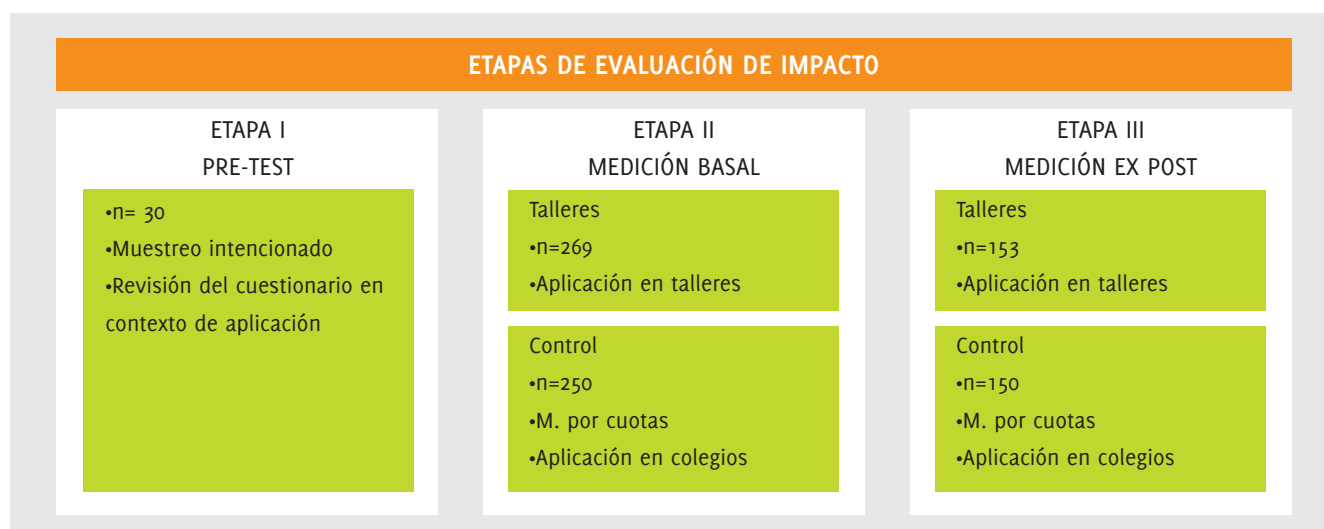 ETAPAS DE EVALUACIÓN DE IMPACTO
ETAPA I
PRE-TEST
•n= 30
•Muestreo intencionado
•Revisión del cuestionario en
contexto de aplicación
ETAPA II
MEDICIÓN BASAL
Talleres
•n=269
•Aplicación en talleres
Control
•n=250
•M. por cuotas
•Aplicación en colegios
ETAPA III
MEDICIÓN EX POST
Talleres
•n=153
•Aplicación en talleres
Control
•n=150
•M. por cuotas
•Aplicación en colegios